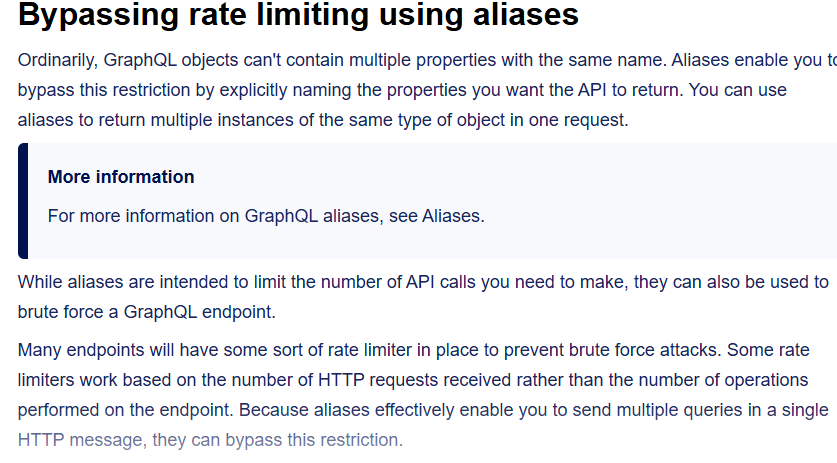 Bypassing rate limiting using aliases
Ordinarily, GraphQL objects can't contain multiple properties with the same name. Aliases enable you to
bypass this restriction by explicitly naming the properties you want the API to return. You can use
aliases to return multiple instances of the same type of object in one request.
More information
For more information on GraphQL aliases, see Aliases.
While aliases are intended to limit the number of API calls you need to make, they can also be used to
brute force a GraphQL endpoint.
Many endpoints will have some sort of rate limiter in place to prevent brute force attacks. Some rate
limiters work based on the number of HTTP requests received rather than the number of operations
performed on the endpoint. Because aliases effectively enable you to send multiple queries in a single
HTTP message, they can bypass this restriction.